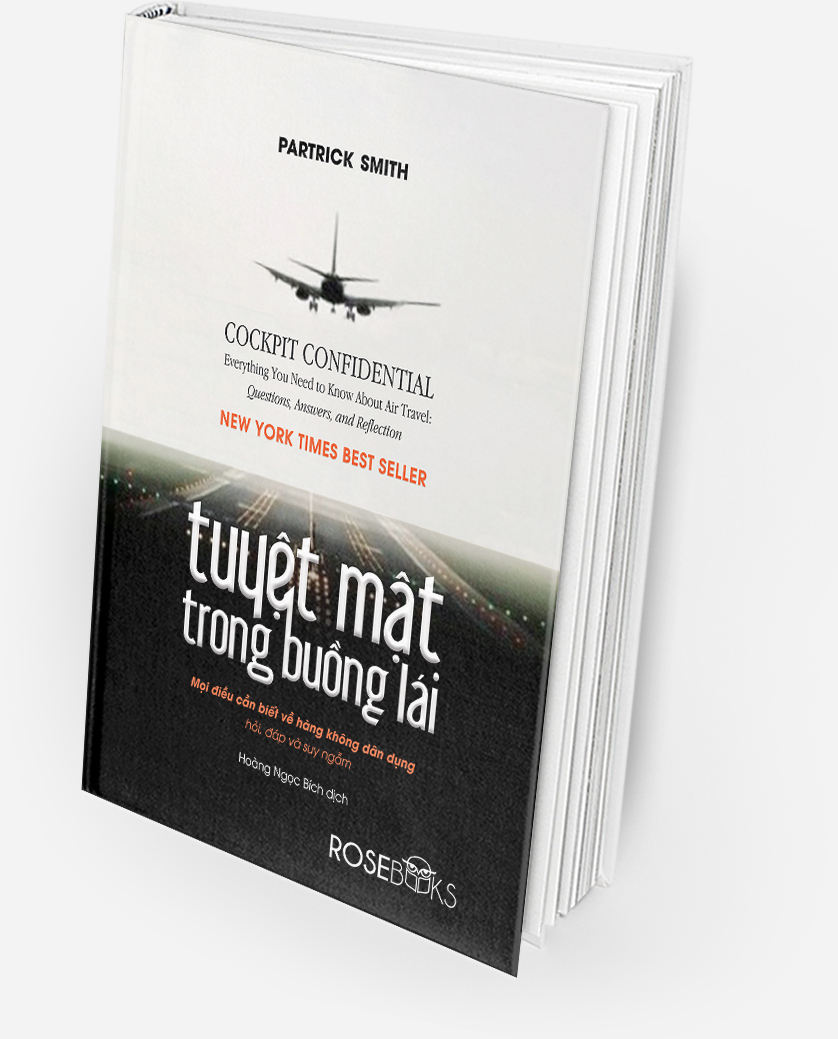 PARTRICK SMITH
COCKPIT CONFIDENTIAL
Everything You Need to Know About Air Travel:
Questions, Answers, and Reflection
NEW YORK TIMES BEST SELLER
tuyệt mật
trong buồng lái
Mọi điều cần biết về hàng không dân dụng
hỏi, đáp và suy ngẫm
Hoàng Ngọc Bích dịch
ROSEBOOKS